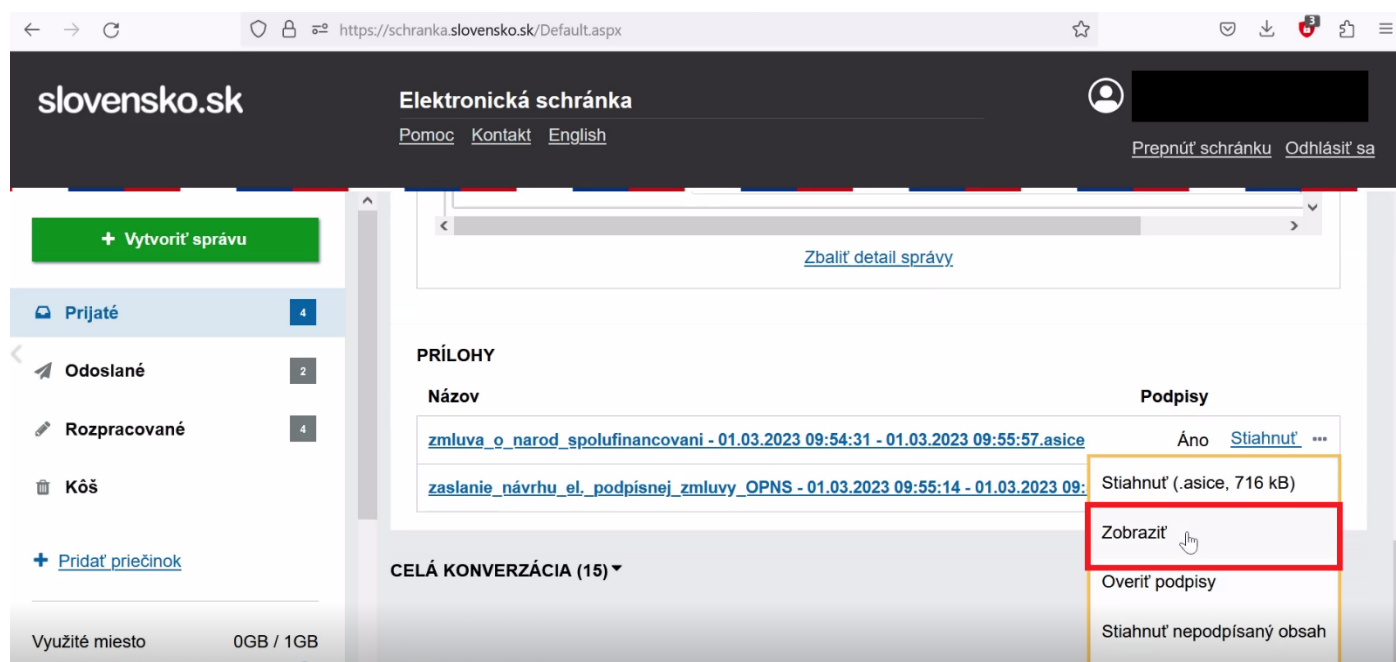 https://schranka.slovensko.sk/Default.aspx
3
slovensko.sk
Elektronická schránka
Pomoc Kontakt English
Prepnúť schránku Odhlásiť sa
+ Vytvoriť správu
Prijaté 4
Odoslané 2
Rozpracované 4
Kôš
+ Pridať priečinok
Využité miesto 0GB / 1GB
Zbaliť detail správy
PRÍLOHY
Názov Podpisy
zmluva_o_narod_spolufinancovani - 01.03.2023 09:54:31 - 01.03.2023 09:55:57.asice Áno Stiahnuť ...
zaslanie_návrhu_el._podpísnej_zmluvy_OPNS - 01.03.2023 09:55:14 - 01.03.2023 09:
Stiahnuť (.asice, 716 kB)
Zobraziť
Overiť podpisy
Stiahnuť nepodpísaný obsah
CELÁ KONVERZÁCIA (15)